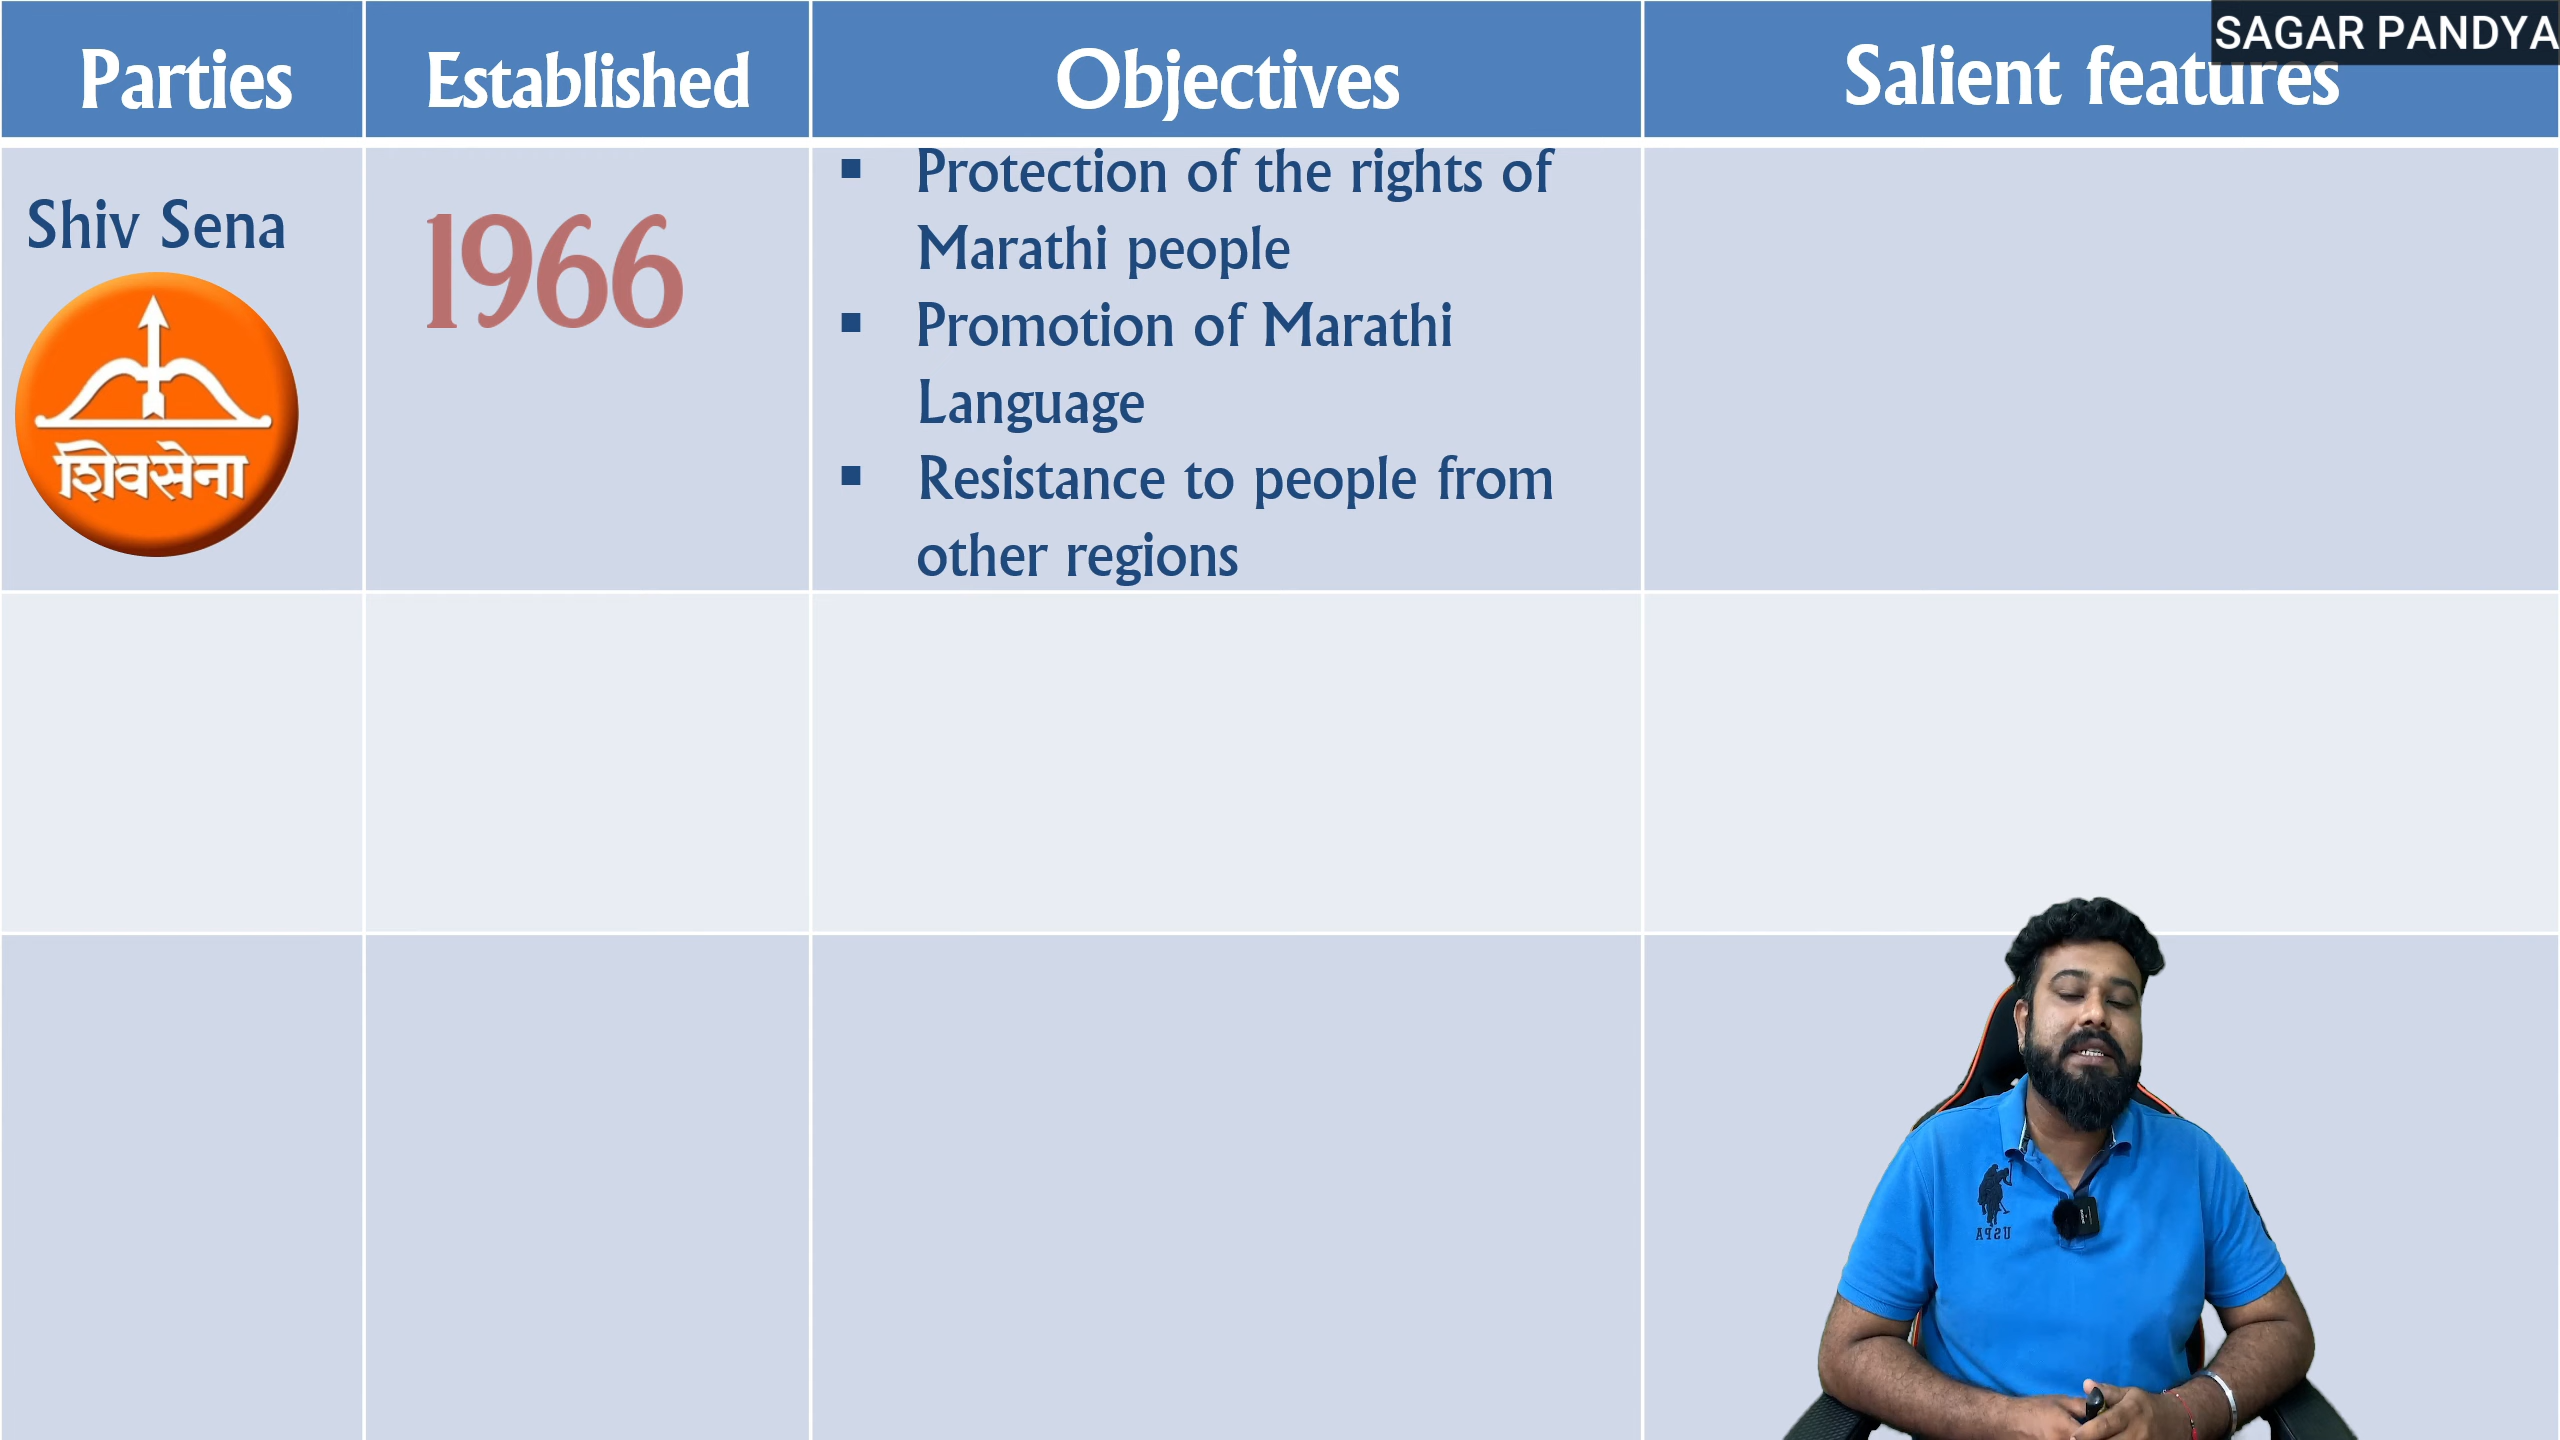 SAGAR PANDYA
Parties
Established
Objectives
Salient features
Shiv Sena
शिवसेना
1966
▪ Protection of the rights of
Marathi people
▪ Promotion of Marathi
Language
▪ Resistance to people from
other regions
USPA